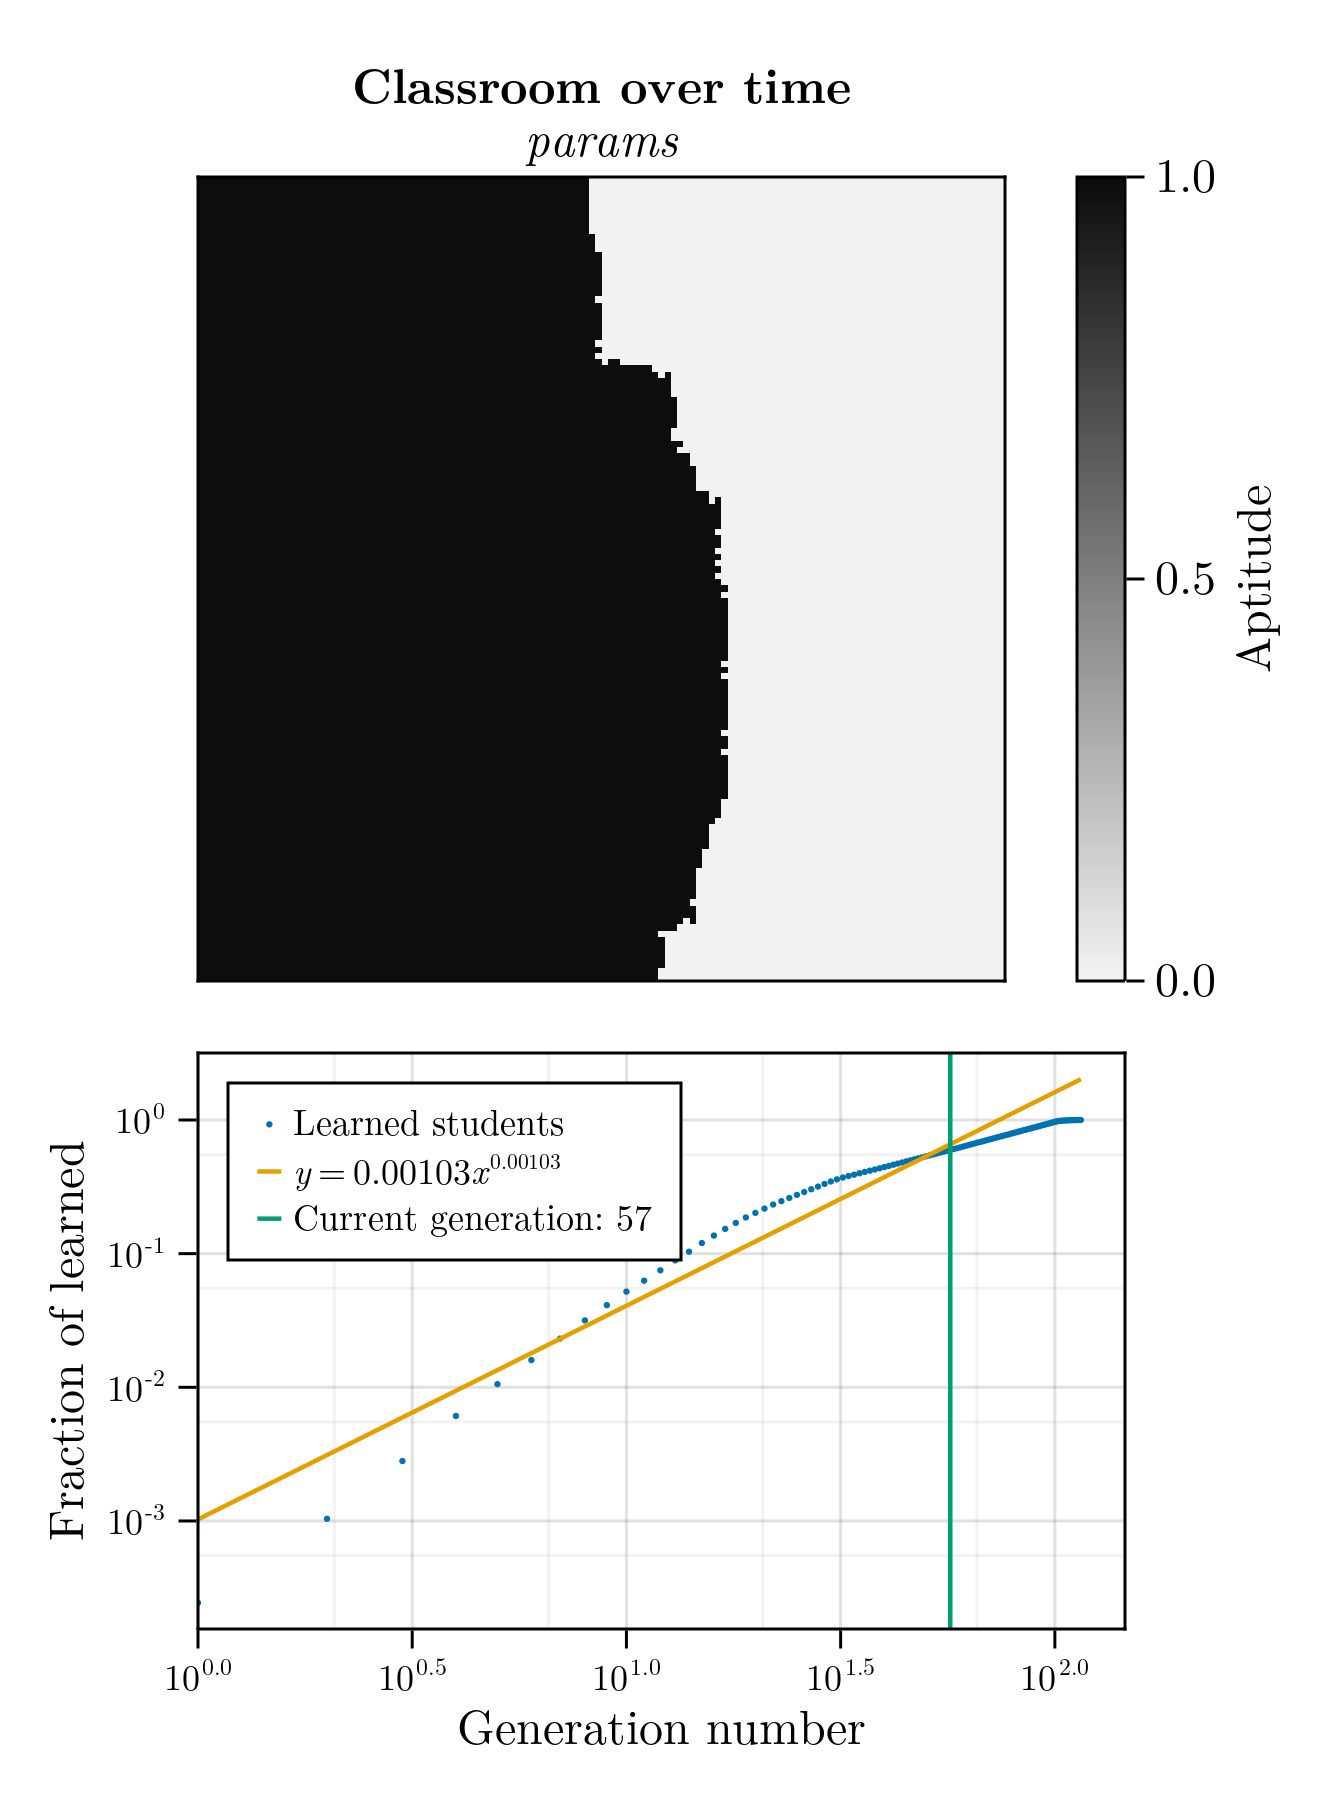 Classroom over time
params
1.0
0.5
0.0
Aptitude
Learned students
y = 0.00103x^0.00103
Current generation: 57
10^0
10^-1
10^-2
10^-3
Fraction of learned
10^0.0
10^0.5
10^1.0
10^1.5
10^2.0
Generation number